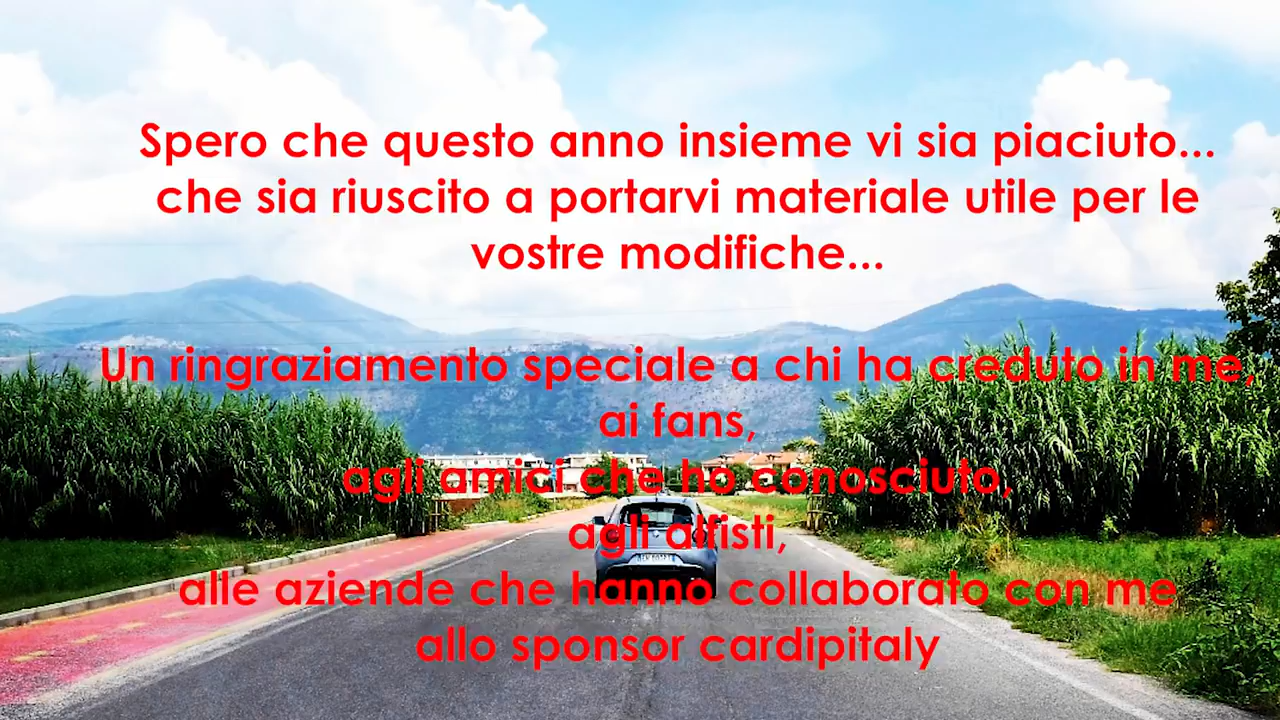 Spero che questo anno insieme vi sia piaciuto...
che sia riuscito a portarvi materiale utile per le
vostre modifiche...
Un ringraziamento speciale a chi ha creduto in me,
ai fans,
agli amici che ho conosciuto,
agli alfisti,
alle aziende che hanno collaborato con me
allo sponsor cardipitaly